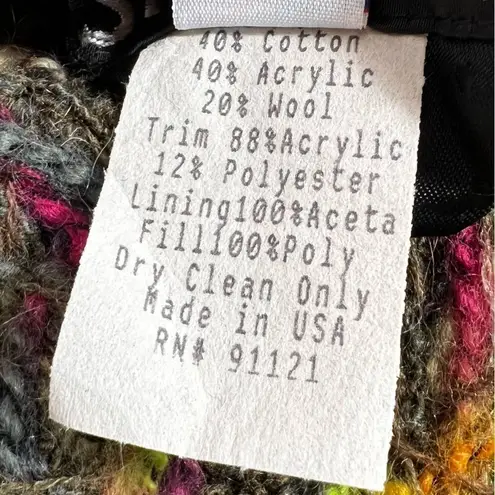 40% Cotton
40% Acrylic
20% Wool
Trim 88%Acrylic
12% Polyester
Lining100%Aceta
Fill100%Poly
Dry Clean Only
Made in USA
RN# 91121